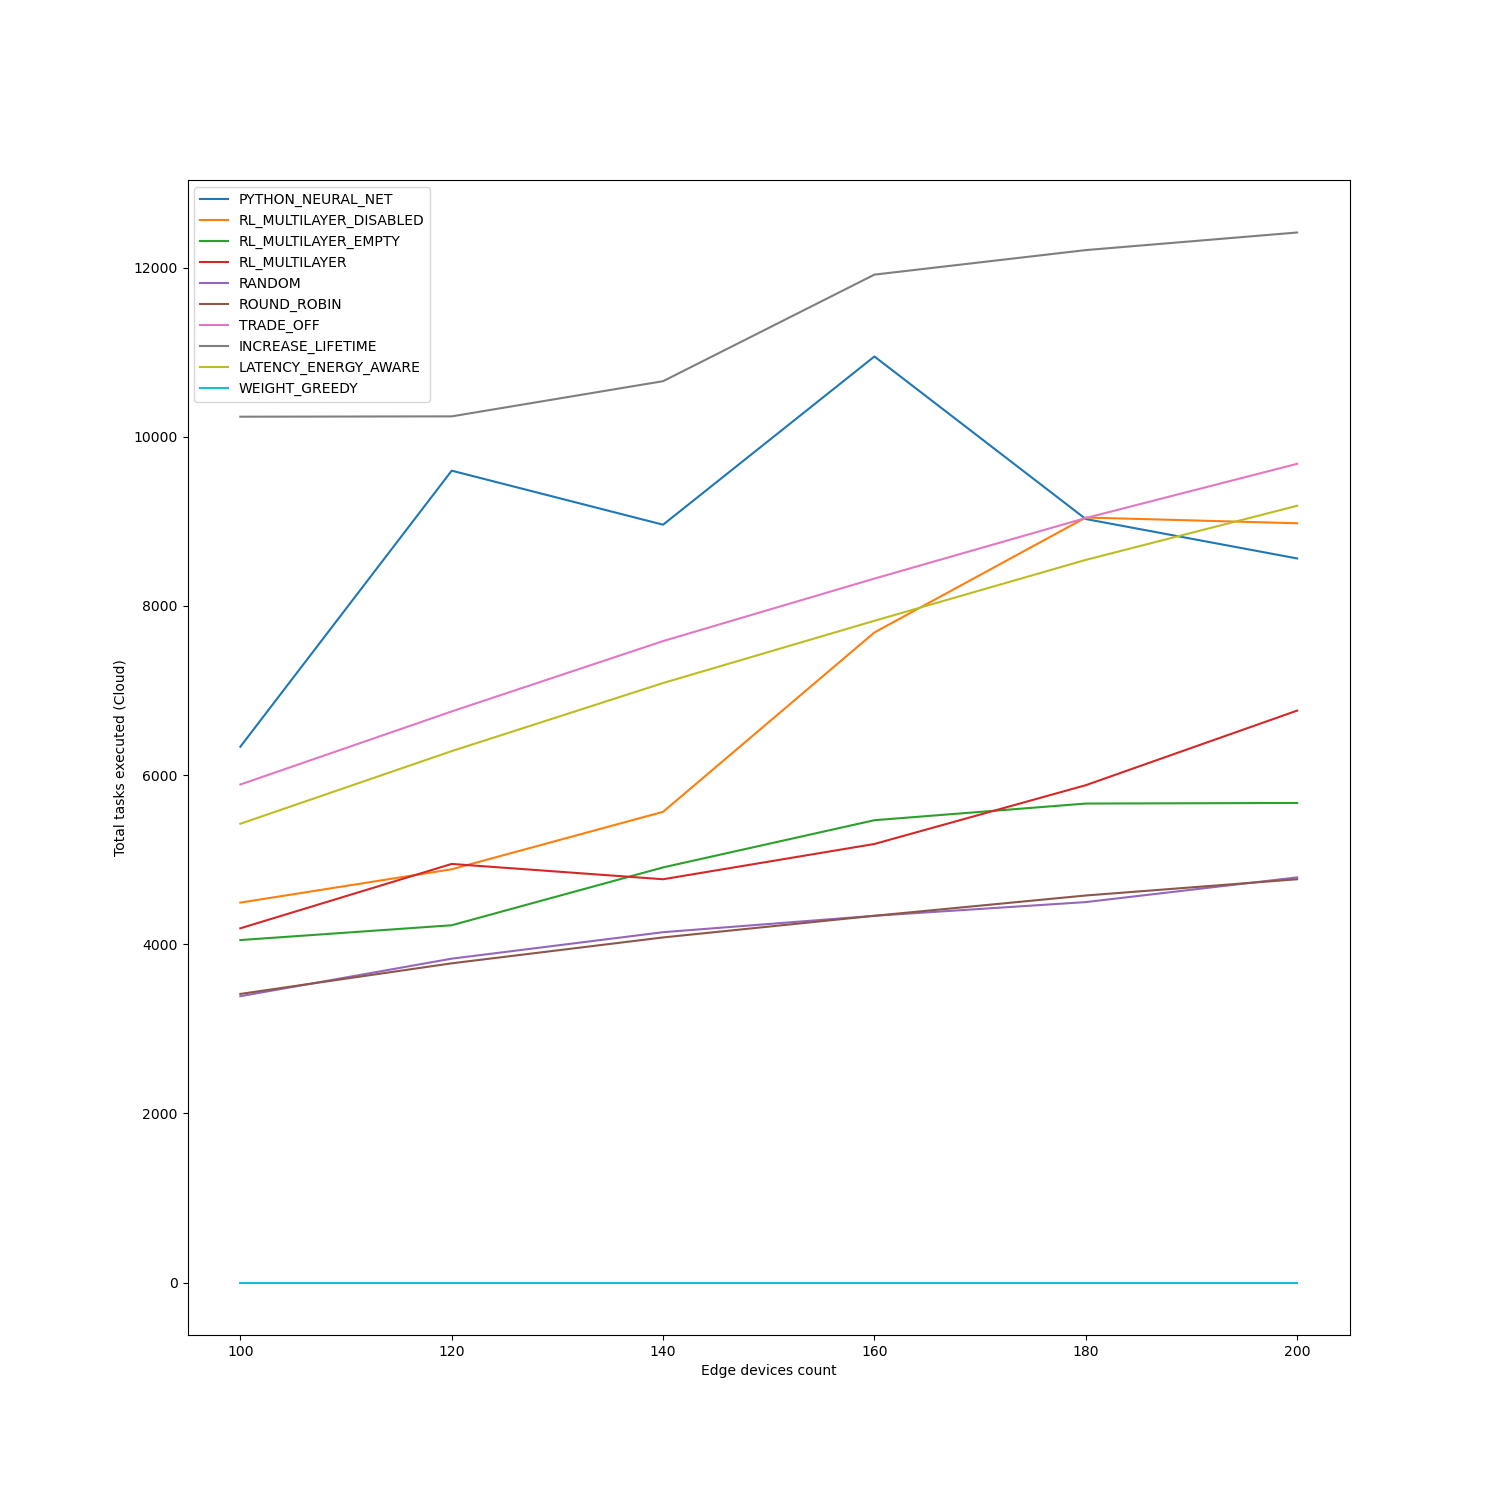 PYTHON_NEURAL_NET
RL_MULTILAYER_DISABLED
RL_MULTILAYER_EMPTY
RL_MULTILAYER
RANDOM
ROUND_ROBIN
TRADE_OFF
INCREASE_LIFETIME
LATENCY_ENERGY_AWARE
WEIGHT_GREEDY
12000
10000
8000
6000
4000
2000
0
Total tasks executed (Cloud)
100 120 140 160 180 200
Edge devices count